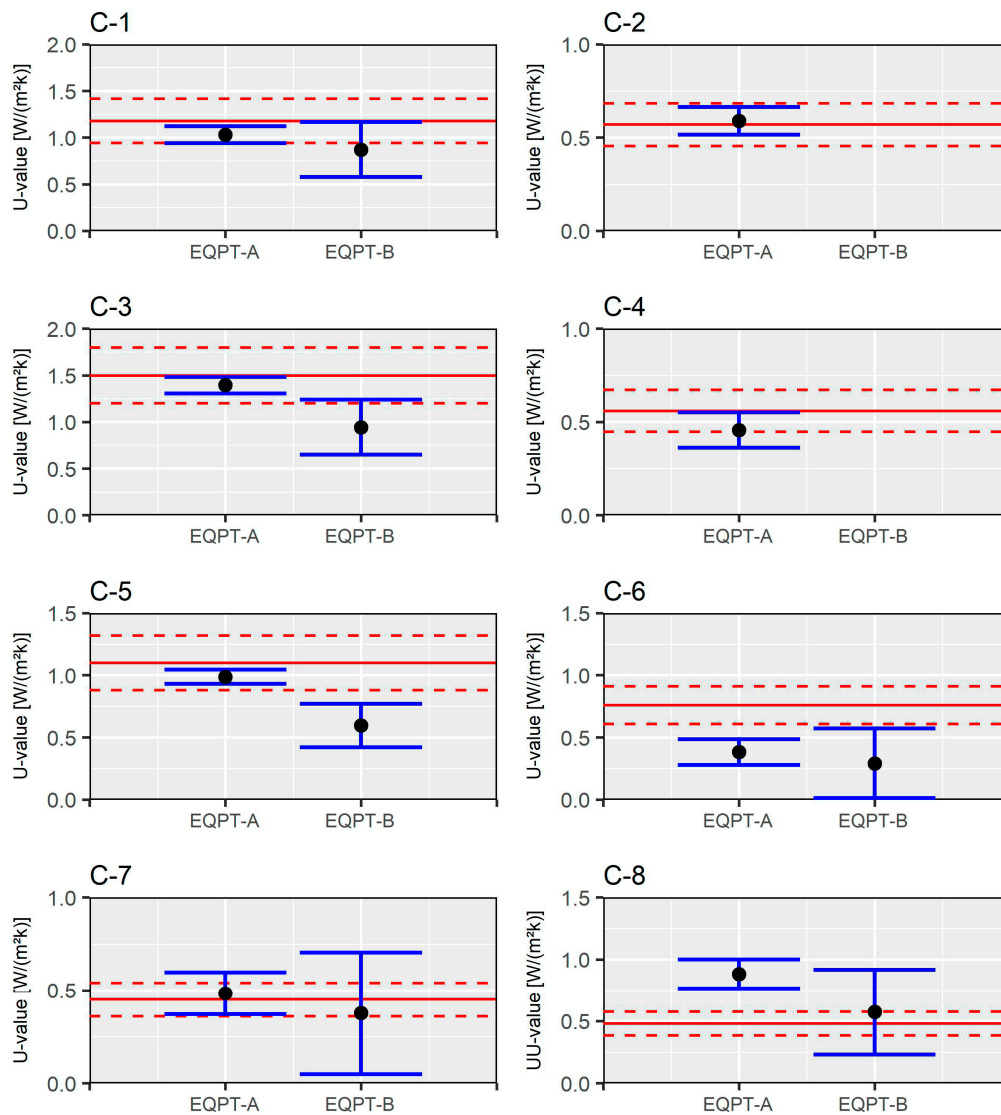 C-1
U-value [W/(m²k)]
2.0
1.5
1.0
0.5
0.0
EQPT-A
EQPT-B
C-2
U-value [W/(m²k)]
1.0
0.5
0.0
EQPT-A
EQPT-B
C-3
U-value [W/(m²k)]
2.0
1.5
1.0
0.5
0.0
EQPT-A
EQPT-B
C-4
U-value [W/(m²k)]
1.0
0.5
0.0
EQPT-A
EQPT-B
C-5
U-value [W/(m²k)]
1.5
1.0
0.5
0.0
EQPT-A
EQPT-B
C-6
U-value [W/(m²k)]
1.5
1.0
0.5
0.0
EQPT-A
EQPT-B
C-7
U-value [W/(m²k)]
1.0
0.5
0.0
EQPT-A
EQPT-B
C-8
UU-value [W/(m²k)]
1.5
1.0
0.5
0.0
EQPT-A
EQPT-B